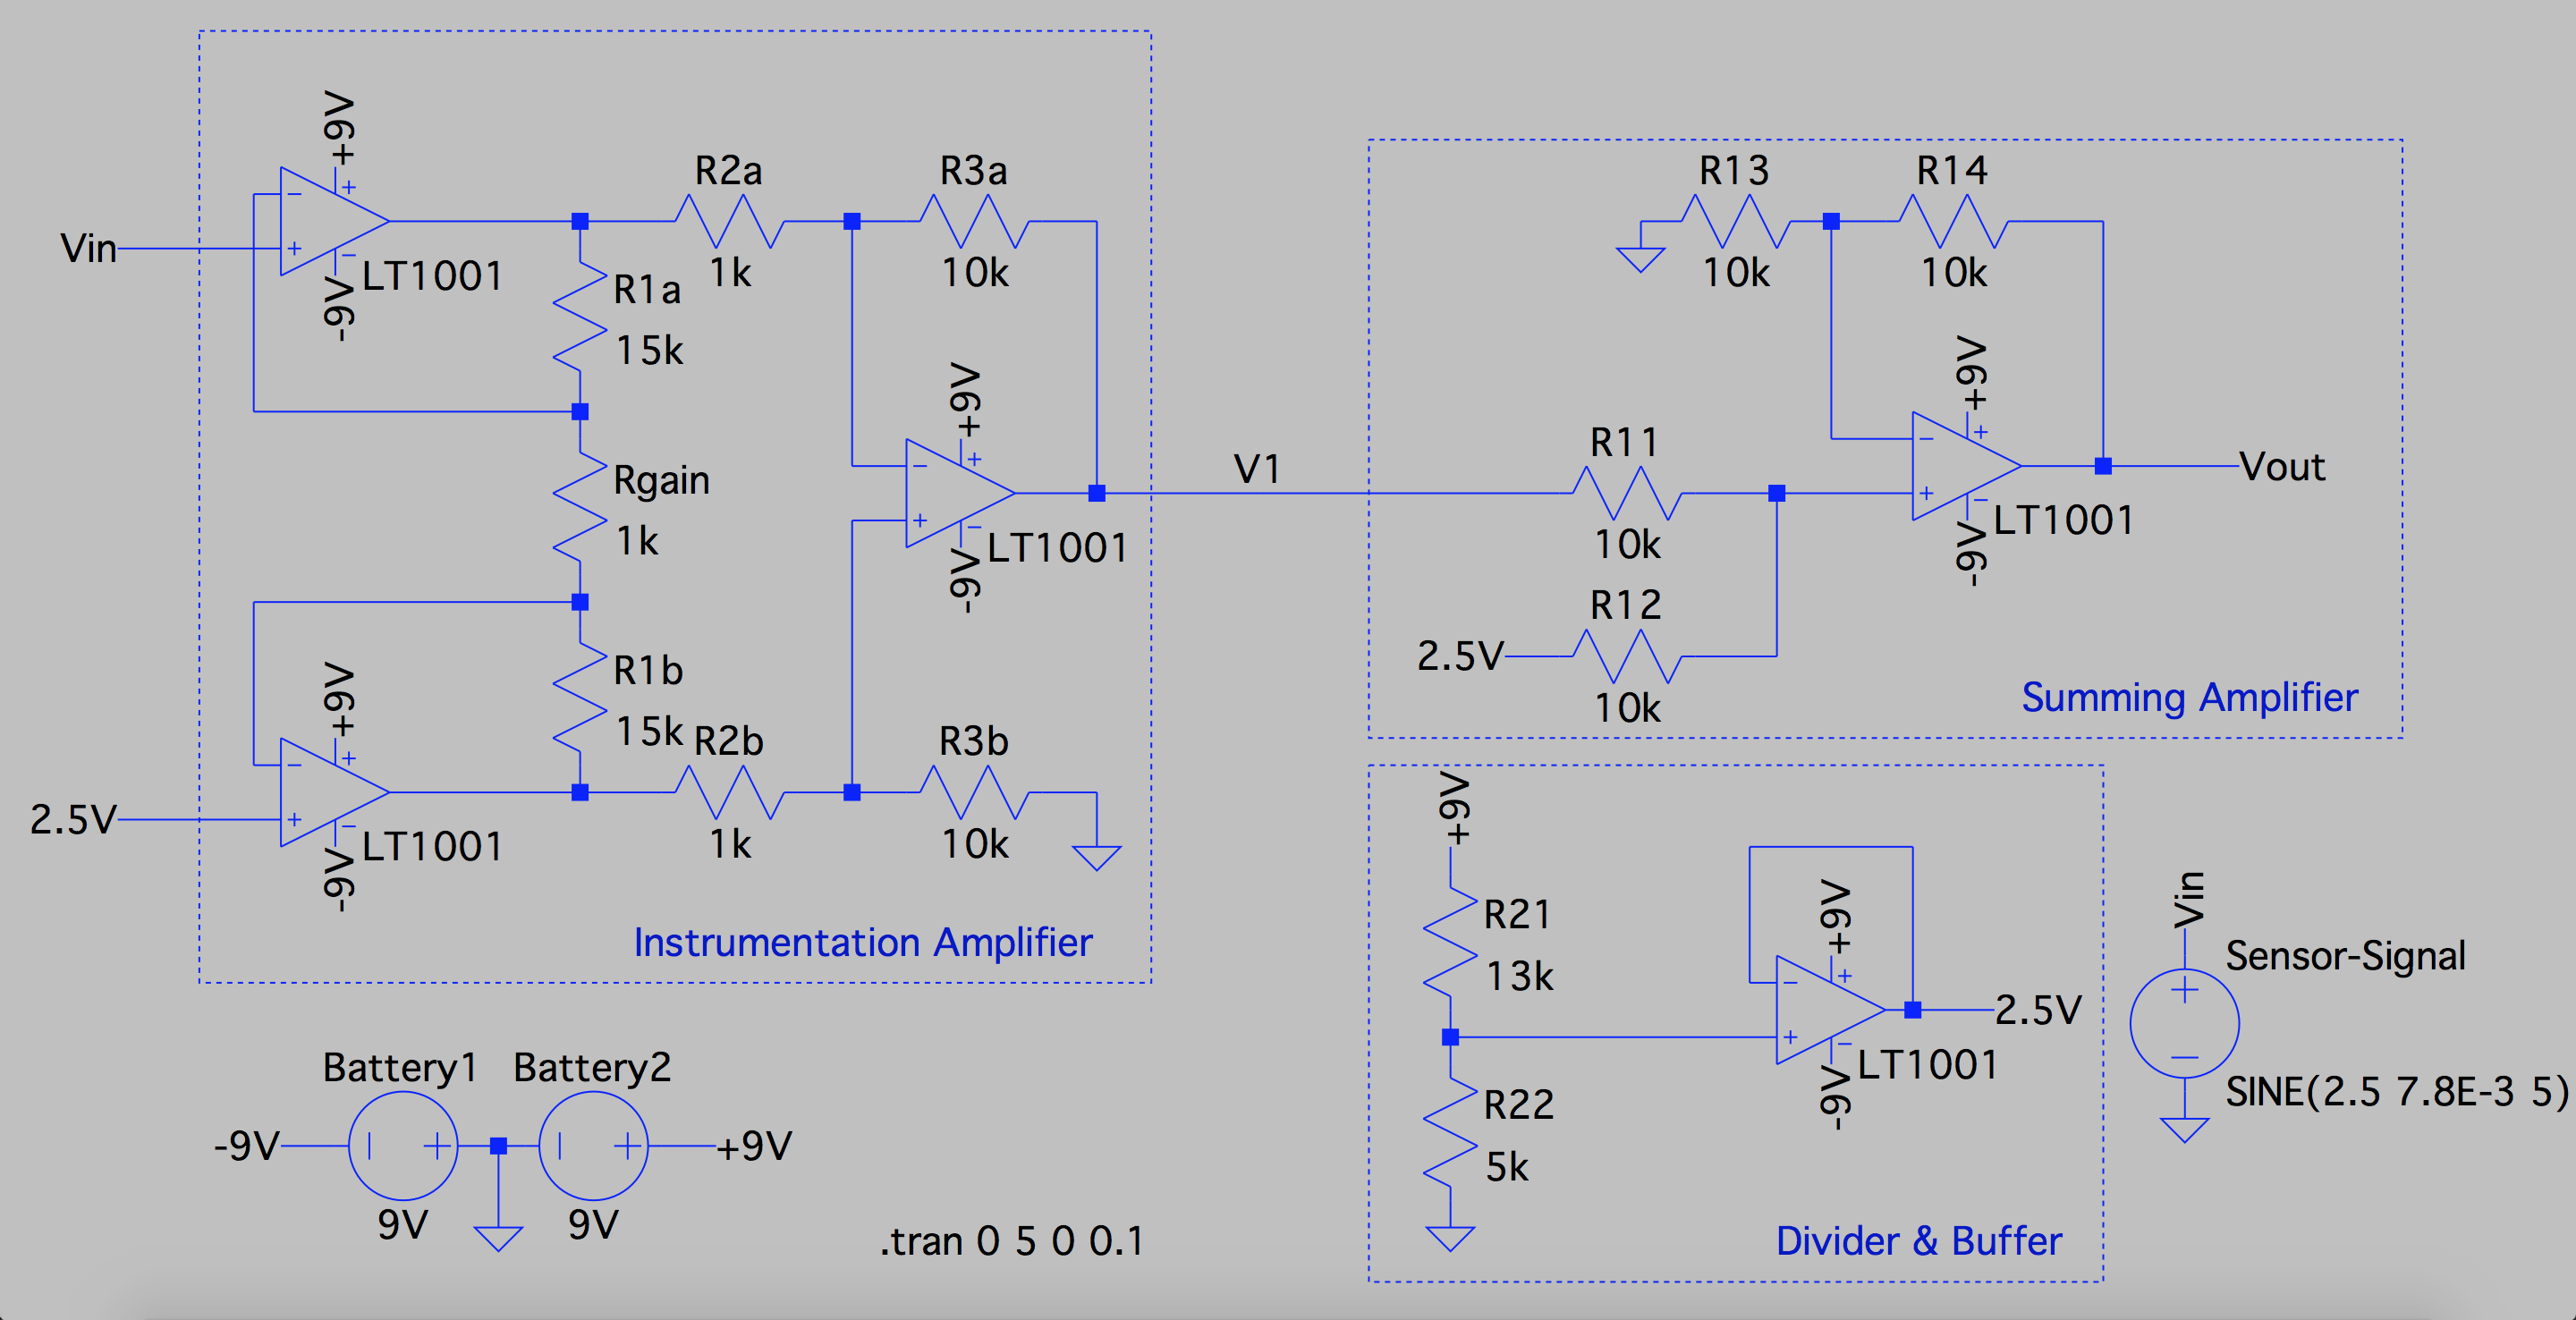 +9V
Vin
-9V
LT1001
R1a
15k
R2a
1k
R3a
10k
Rgain
1k
+9V
-9V
LT1001
V1
R1b
15k
+9V
2.5V
-9V
LT1001
R2b
1k
R3b
10k
Instrumentation Amplifier
R13
10k
R14
10k
R11
10k
R12
2.5V
10k
+9V
-9V
LT1001
Vout
Summing Amplifier
+9V
R21
13k
R22
5k
+9V
-9V
LT1001
2.5V
Divider & Buffer
Vin
Sensor-Signal
SINE(2.5 7.8E-3 5)
Battery1
Battery2
-9V
+9V
9V
9V
.tran 0 5 0 0.1